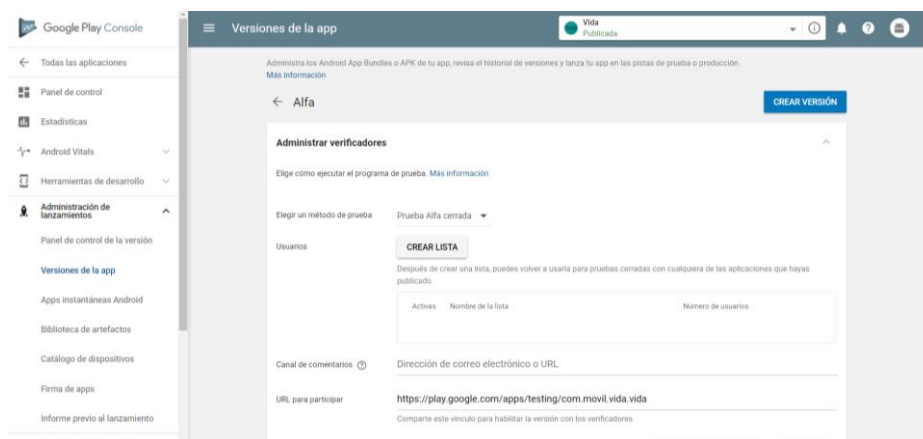 Google Play Console
Todas las aplicaciones
Panel de control
Estadísticas
Android Vitals
Herramientas de desarrollo
Administración de
lanzamientos
Panel de control de la versión
Versiones de la app
Apps instantáneas Android
Biblioteca de artefactos
Catálogo de dispositivos
Firma de apps
Informe previo al lanzamiento
Versiones de la app
Vida
Publicada
Administra los Android App Bundles o APK de tu app, revisa el historial de versiones y lanza tu app en las pistas de prueba o producción.
Más información
Alfa
CREAR VERSIÓN
Administrar verificadores
Elige cómo ejecutar el programa de prueba. Más información
Elegir un método de prueba Prueba Alfa cerrada
Usuarios CREAR LISTA
Después de crear una lista, puedes volver a usarla para pruebas cerradas con cualquiera de las aplicaciones que hayas
publicado.
Activas Nombre de la lista Número de usuarios
Canal de comentarios Dirección de correo electrónico o URL
URL para participar https://play.google.com/apps/testing/com.movil.vida.vida
Comparte este vínculo para habilitar la versión con los verificadores.